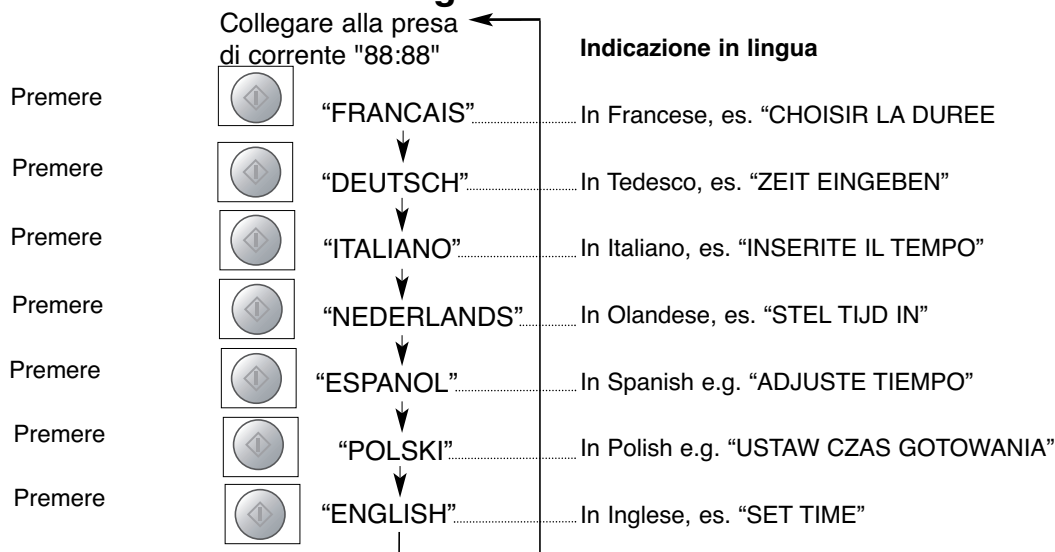 Collegare alla presa
di corrente "88:88"
Indicazione in lingua
Premere “FRANCAIS” In Francese, es. “CHOISIR LA DUREE
Premere “DEUTSCH” In Tedesco, es. “ZEIT EINGEBEN”
Premere “ITALIANO” In Italiano, es. “INSERITE IL TEMPO”
Premere “NEDERLANDS” In Olandese, es. “STEL TIJD IN”
Premere “ESPANOL” In Spanish e.g. “ADJUSTE TIEMPO”
Premere “POLSKI” In Polish e.g. “USTAW CZAS GOTOWANIA”
Premere “ENGLISH” In Inglese, es. “SET TIME”